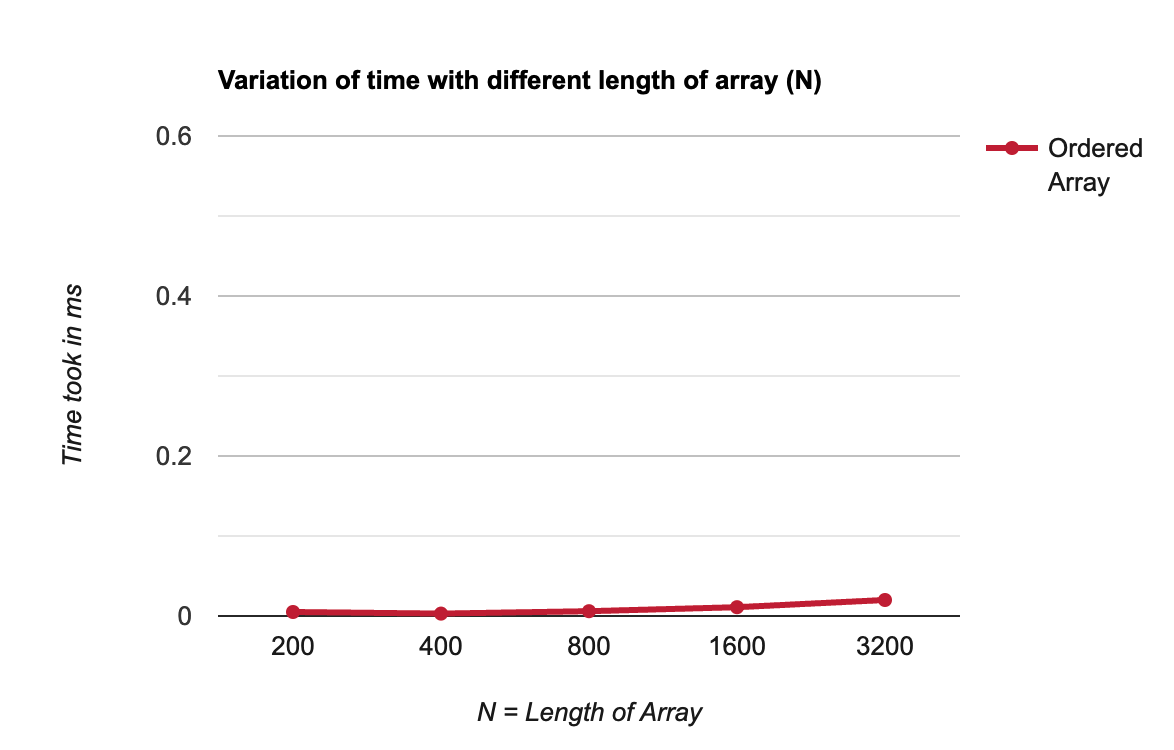 Variation of time with different length of array (N)
0.6
Ordered
Array
0.4
Time took in ms
0.2
0
200 400 800 1600 3200
N = Length of Array